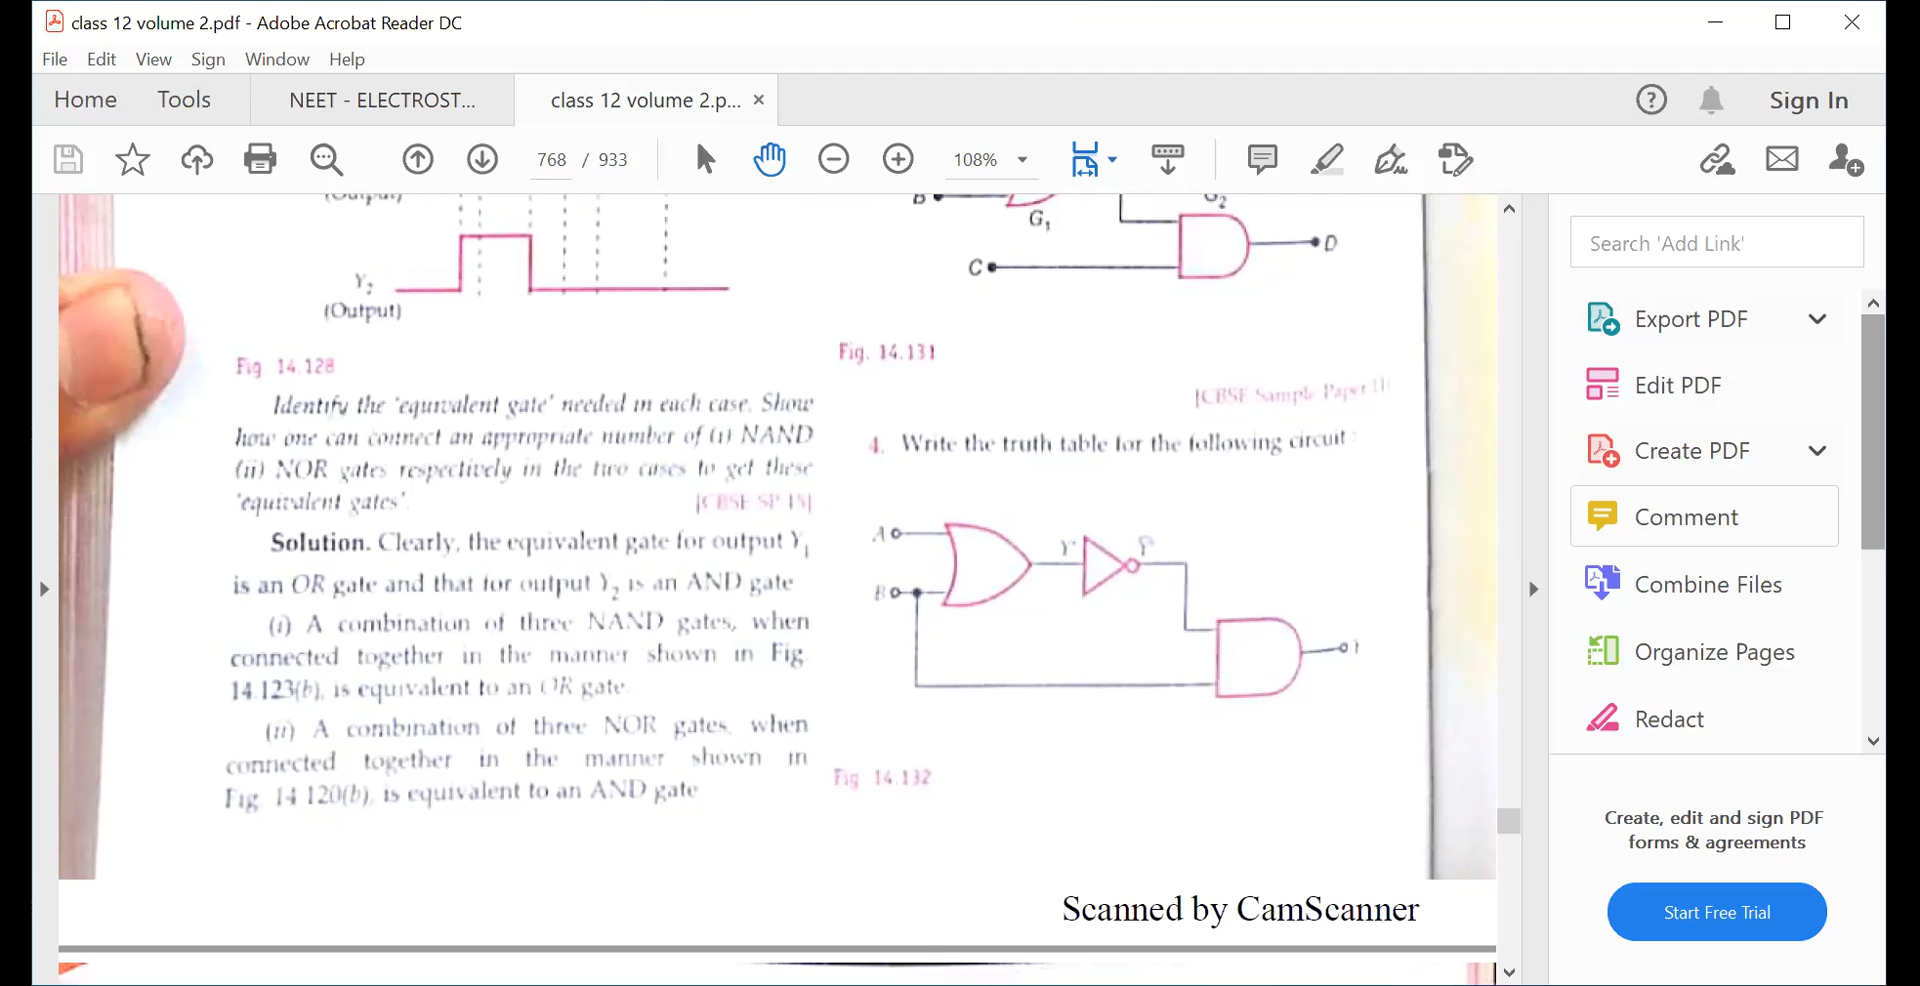 class 12 volume 2.pdf - Adobe Acrobat Reader DC
File Edit View Sign Window Help
Home Tools NEET - ELECTROST... class 12 volume 2.p... × Sign In
768 / 933 108%
(Output)
Y₂
(Output)
Fig 14.128
Identify the 'equivalent gate' needed in each case. Show
how one can connect an appropriate number of (i) NAND
(ii) NOR gates respectively in the two cases to get these
'equivalent gates'. [CBSE SP 15]
Solution. Clearly, the equivalent gate for output Y₁
is an OR gate and that for output Y₂ is an AND gate
(i) A combination of three NAND gates, when
connected together in the manner shown in Fig.
14.123(b), is equivalent to an OR gate
(ii) A combination of three NOR gates, when
connected together in the manner shown in
Fig 14 120(b), is equivalent to an AND gate
B G₁ G₂
C D
Fig. 14.131
[CBSE Sample Paper 11]
4. Write the truth table for the following circuit :
A
B
Fig 14.132
Scanned by CamScanner
Search 'Add Link'
Export PDF
Edit PDF
Create PDF
Comment
Combine Files
Organize Pages
Redact
Create, edit and sign PDF
forms & agreements
Start Free Trial